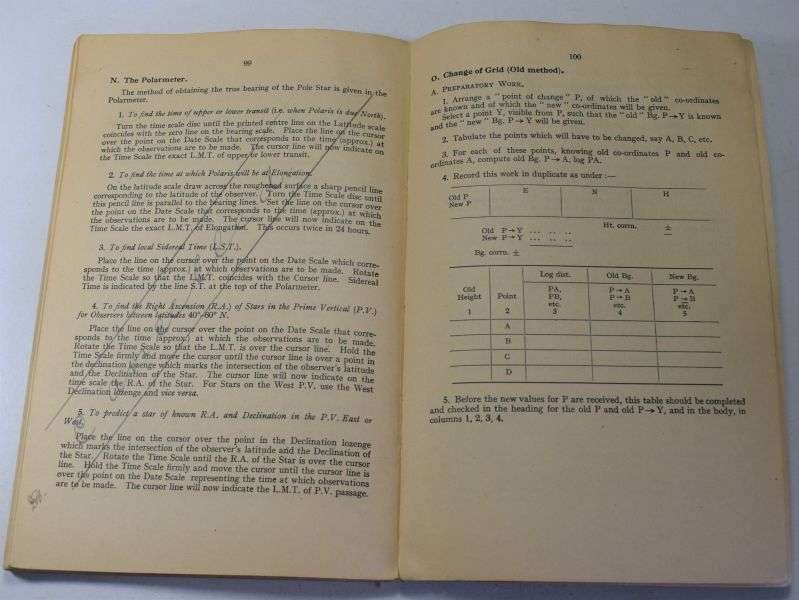 99
N. The Polarmeter.
The method of obtaining the true bearing of the Pole Star is given in the
Polarmeter.
1. To find the time of upper or lower transit (i.e. when Polaris is due North).
Turn the time scale disc until the printed centre line on the Latitude scale
coincides with the zero line on the bearing scale. Place the line on the cursor
over the point on the Date Scale that corresponds to the time (approx.) at
which the observations are to be made. The cursor line will now indicate on
the Time Scale the exact L.M.T. of upper or lower transit.
2. To find the time at which Polaris will be at Elongation.
On the latitude scale draw across the roughened surface a sharp pencil line
corresponding to the latitude of the observer. Turn the Time Scale disc until
this pencil line is parallel to the bearing lines. Set the line on the cursor over
the point on the Date Scale that corresponds to the time (approx.) at which
the observations are to be made. The cursor line will now indicate on the
Time Scale the exact L.M.T. of Elongation. This occurs twice in 24 hours.
3. To find local Sidereal Time (L.S.T.).
Place the line on the cursor over the point on the Date Scale which corre-
sponds to the time (approx.) at which observations are to be made. Rotate
the Time Scale so that the L.M.T. coincides with the Cursor line. Sidereal
Time is indicated by the line S.T. at the top of the Polarmeter.
4. To find the Right Ascension (R.A.) of Stars in the Prime Vertical (P.V.)
for Observers between latitudes 40°-60° N.
Place the line on the cursor over the point on the Date Scale that corre-
sponds to the time (approx.) at which the observations are to be made.
Rotate the Time Scale so that the L.M.T. is over the cursor line. Hold the
Time Scale firmly and move the cursor until the cursor line is over a point in
the declination lozenge which marks the intersection of the observer's latitude
and the Declination of the Star. The cursor line will now indicate on the
time scale the R.A. of the Star. For Stars on the West P.V. use the West
Declination lozenge and vice versa.
5. To predict a star of known R.A. and Declination in the P.V. East or
West.
Place the line on the cursor over the point in the Declination lozenge
which marks the intersection of the observer's latitude and the Declination of
the Star. Rotate the Time Scale until the R.A. of the Star is over the cursor
line. Hold the Time Scale firmly and move the cursor until the cursor line is
over the point on the Date Scale representing the time at which observations
are to be made. The cursor line will now indicate the L.M.T. of P.V. passage.
100
O. Change of Grid (Old method).
A. PREPARATORY WORK.
1. Arrange a "point of change" P, of which the "old" co-ordinates
are known and of which the "new" co-ordinates will be given.
Select a point Y, visible from P, such that the "old" Bg. P→Y is known
and the "new" Bg. P→Y will be given.
2. Tabulate the points which will have to be changed, say A, B, C, etc.
3. For each of these points, knowing old co-ordinates P and old co-
ordinates A, compute old Bg. P→A, log PA.
4. Record this work in duplicate as under :—
E N H
Old P
New P
Old P→Y ... .. .. Ht. corrn. ±
New P→Y ... .. ..
Bg. corrn. ±
Log dist. Old Bg. New Bg.
Old Height Point PA, PB, etc. P→A P→B etc. P→A P→B etc.
1 2 3 4 5
A
B
C
D
5. Before the new values for P are received, this table should be completed
and checked in the heading for the old P and old P→Y, and in the body, in
columns 1, 2, 3, 4.